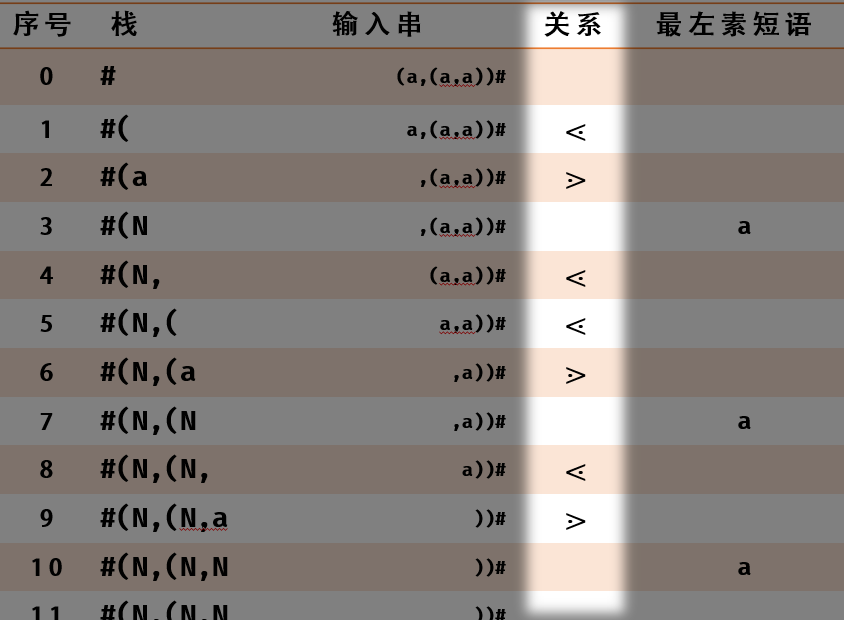 序号 栈 输入串 关系 最左素短语
0 # (a,(a,a))#
1 #( a,(a,a))# ⋖
2 #(a ,(a,a))# ⋗
3 #(N ,(a,a))# a
4 #(N, (a,a))# ⋖
5 #(N,( a,a))# ⋖
6 #(N,(a ,a))# ⋗
7 #(N,(N ,a))# a
8 #(N,(N, a))# ⋖
9 #(N,(N,a ))# ⋗
10 #(N,(N,N ))# a
11 #(N,(N,N ))#